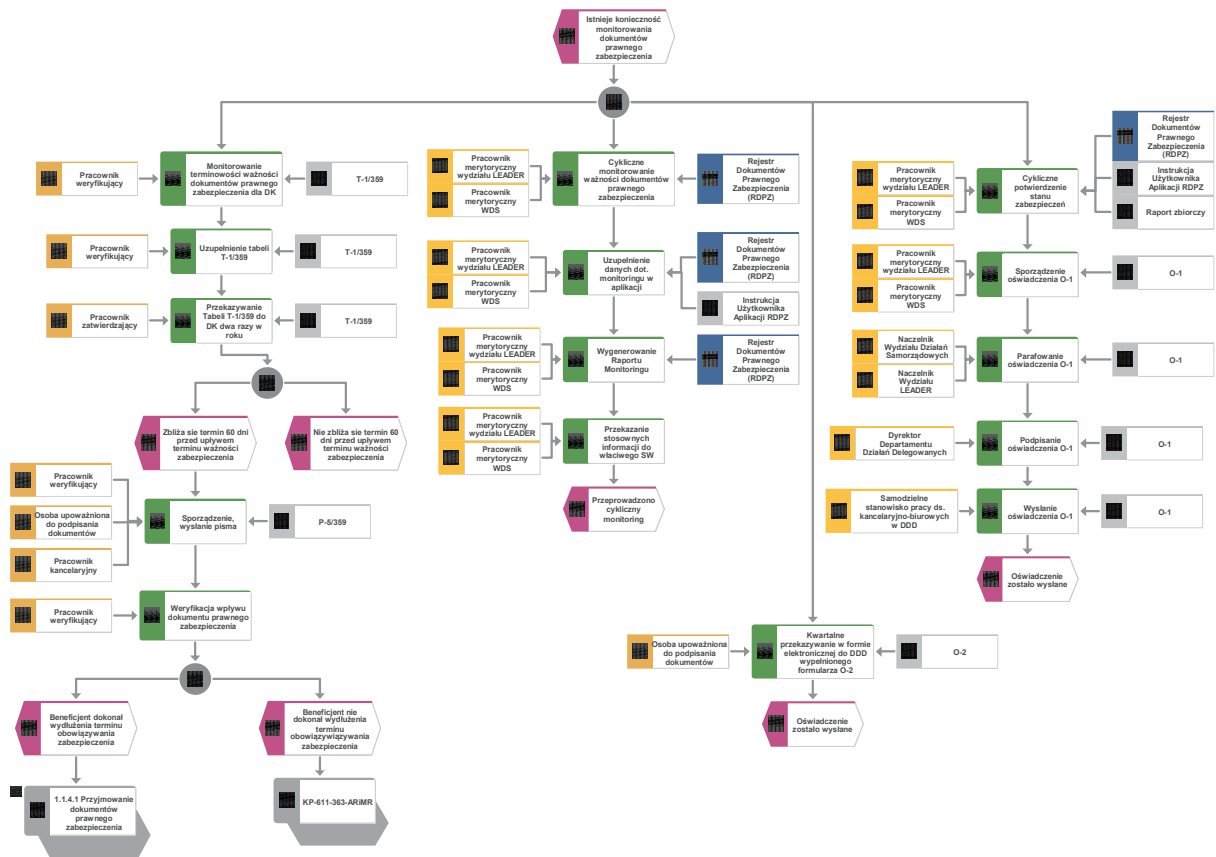 Istnieje konieczność
monitorowania
dokumentów
prawnego
zabezpieczenia
Monitorowanie
terminowości ważności
dokumentów prawnego
zabezpieczenia dla DK
Pracownik
weryfikujący
T-1/359
Uzupełnienie tabeli
T-1/359
Pracownik
weryfikujący
T-1/359
Przekazywanie
Tabeli T-1/359 do
DK dwa razy w
roku
Pracownik
zatwierdzający
T-1/359
Zbliża sie termin 60 dni
przed upływem
terminu ważności
zabezpieczenia
Nie zbliża sie termin 60
dni przed upływem
terminu ważności
zabezpieczenia
Pracownik
weryfikujący
Osoba upoważniona
do podpisania
dokumentów
Pracownik
kancelaryjny
Sporządzenie,
wysłanie pisma
P-5/359
Pracownik
weryfikujący
Weryfikacja wpływu
dokumentu prawnego
zabezpieczenia
Beneficjent dokonał
wydłużenia terminu
obowiązywania
zabezpieczenia
Beneficjent nie
dokonał wydłużenia
terminu
obowiązywiązywania
zabezpieczenia
1.1.4.1 Przyjmowanie
dokumentów
prawnego
zabezpieczenia
KP-611-363-ARiMR
Pracownik
merytoryczny
wydziału LEADER
Pracownik
merytoryczny
WDS
Cykliczne
monitorowanie
ważności dokumentów
prawnego
zabezpieczenia
Rejestr
Dokumentów
Prawnego
Zabezpieczenia
(RDPZ)
Pracownik
merytoryczny
wydziału LEADER
Pracownik
merytoryczny
WDS
Uzupełnienie
danych dot.
monitoringu w
aplikacji
Rejestr
Dokumentów
Prawnego
Zabezpieczenia
(RDPZ)
Instrukcja
Użytkownika
Aplikacji RDPZ
Pracownik
merytoryczny
wydziału LEADER
Pracownik
merytoryczny
WDS
Wygenerowanie
Raportu
Monitoringu
Rejestr
Dokumentów
Prawnego
Zabezpieczenia
(RDPZ)
Pracownik
merytoryczny
wydziału LEADER
Pracownik
merytoryczny
WDS
Przekazanie
stosownych
informacji do
właciwego SW
Przeprowadzono
cykliczny
monitoring
Osoba upoważniona
do podpisania
dokumentów
Kwartalne
przekazywanie w formie
elektronicznej do DDD
wypełnionego
formularza O-2
O-2
Oświadczenie
zostało wysłane
Pracownik
merytoryczny
wydziału LEADER
Pracownik
merytoryczny
WDS
Cykliczne
potwierdzenie
stanu
zabezpieczeń
Rejestr
Dokumentów
Prawnego
Zabezpieczenia
(RDPZ)
Instrukcja
Użytkownika
Aplikacji RDPZ
Raport zbiorczy
Pracownik
merytoryczny
wydziału LEADER
Pracownik
merytoryczny
WDS
Sporządzenie
oświadczenia O-1
O-1
Naczelnik
Wydziału Działań
Samorządowych
Naczelnik
Wydziału
LEADER
Parafowanie
oświadczenia O-1
O-1
Dyrektor
Departamentu
Działań Delegowanych
Podpisanie
oświadczenia O-1
O-1
Samodzielne
stanowisko pracy ds.
kancelaryjno-biurowych
w DDD
Wysłanie
oświadczenia O-1
O-1
Oświadczenie
zostało wysłane